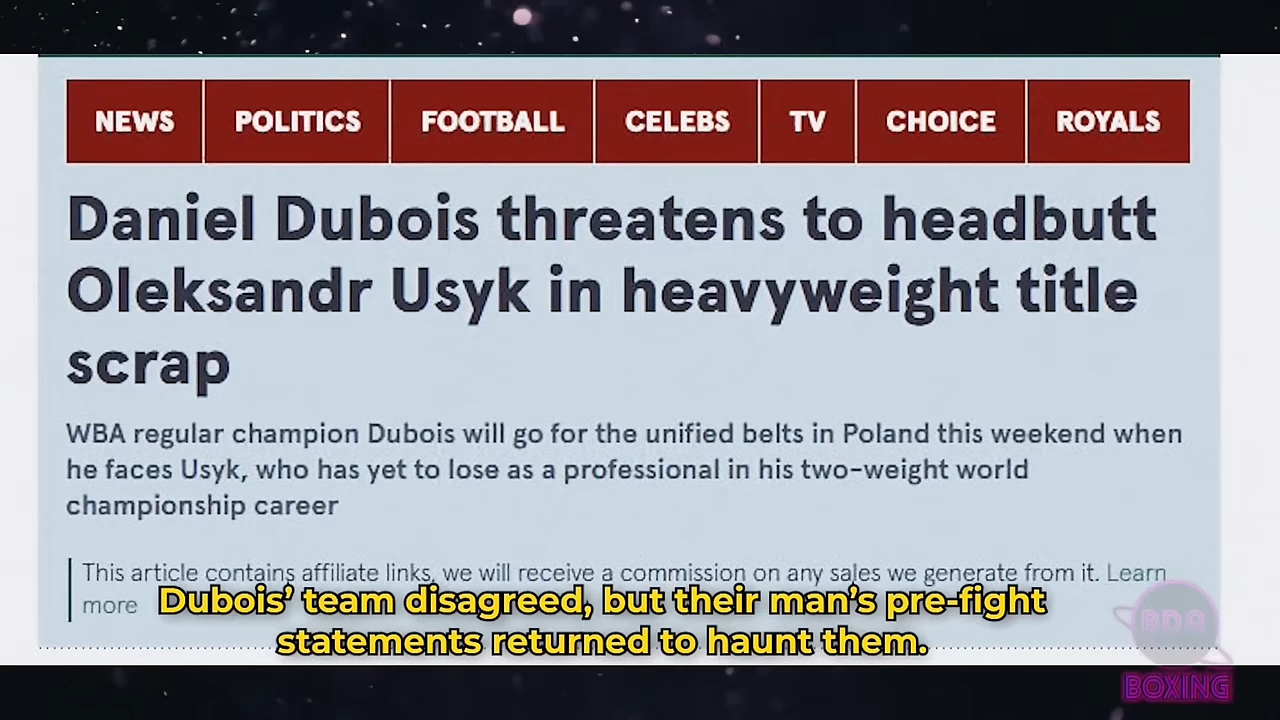 NEWS POLITICS FOOTBALL CELEBS TV CHOICE ROYALS
Daniel Dubois threatens to headbutt
Oleksandr Usyk in heavyweight title
scrap
WBA regular champion Dubois will go for the unified belts in Poland this weekend when
he faces Usyk, who has yet to lose as a professional in his two-weight world
championship career
This article contains affiliate links, we will receive a commission on any sales we generate from it. Learn
more
Dubois’ team disagreed, but their man’s pre-fight
statements returned to haunt them.
BDA
BOXING